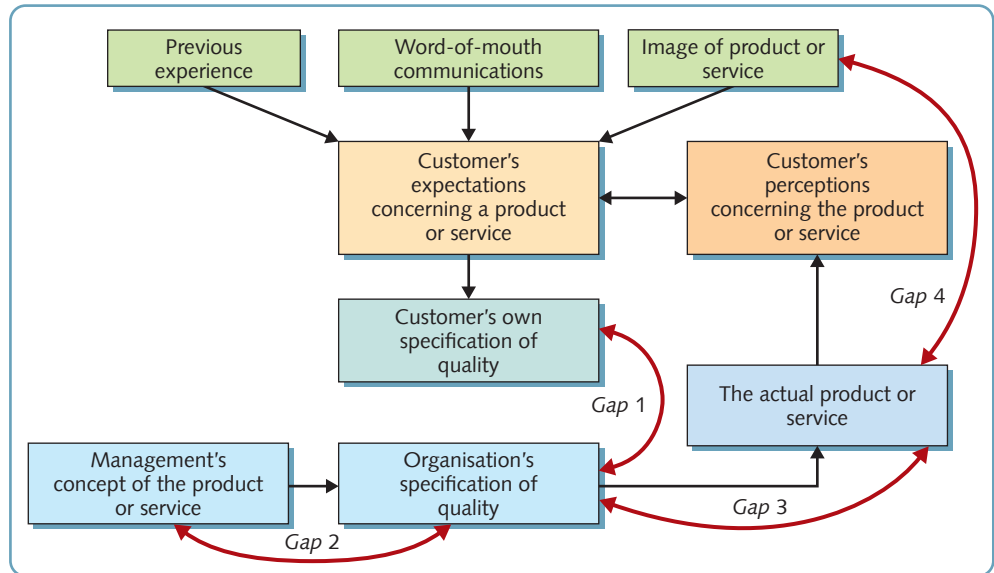 Previous
experience
Word-of-mouth
communications
Image of product or
service
Customer's
expectations
concerning a product
or service
Customer's
perceptions
concerning the product
or service
Gap 4
Customer's own
specification of
quality
Gap 1
The actual product or
service
Management's
concept of the product
or service
Organisation's
specification of
quality
Gap 3
Gap 2